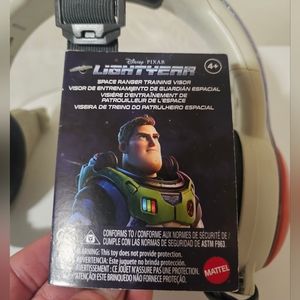 Disney PIXAR
LIGHTYEAR
4+
SPACE RANGER TRAINING VISOR
VISOR DE ENTRENAMIENTO DE GUARDIÁN ESPACIAL
VISIÈRE D'ENTRAÎNEMENT DE
PATROUILLEUR DE L'ESPACE
VISEIRA DE TREINO DO PATRULHEIRO ESPACIAL
CONFORMS TO / CONFORME AUX NORMES DE SÉCURITÉ DE /
CUMPLE CON LAS NORMAS DE SEGURIDAD DE ASTM F963.
WARNING: This toy does not provide protection.
ADVERTENCIA: Este juguete no brinda protección.
AVERTISSEMENT : CE JOUET N'ASSURE PAS UNE PROTECTION.
ATENÇÃO: ESTE BRINQUEDO NÃO FORNECE PROTEÇÃO.
MATTEL